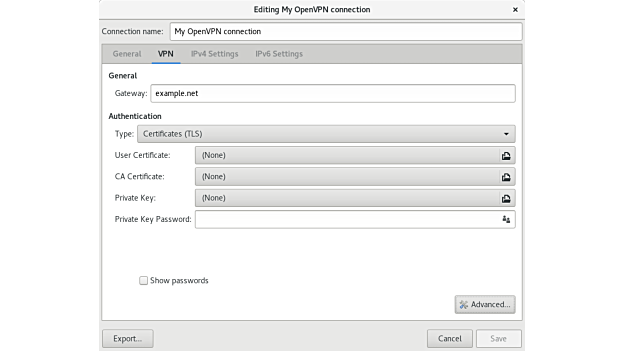 Editing My OpenVPN connection ×
Connection name: My OpenVPN connection
General VPN IPv4 Settings IPv6 Settings
General
Gateway: example.net
Authentication
Type: Certificates (TLS)
User Certificate: (None)
CA Certificate: (None)
Private Key: (None)
Private Key Password:
Show passwords
Advanced...
Export... Cancel Save